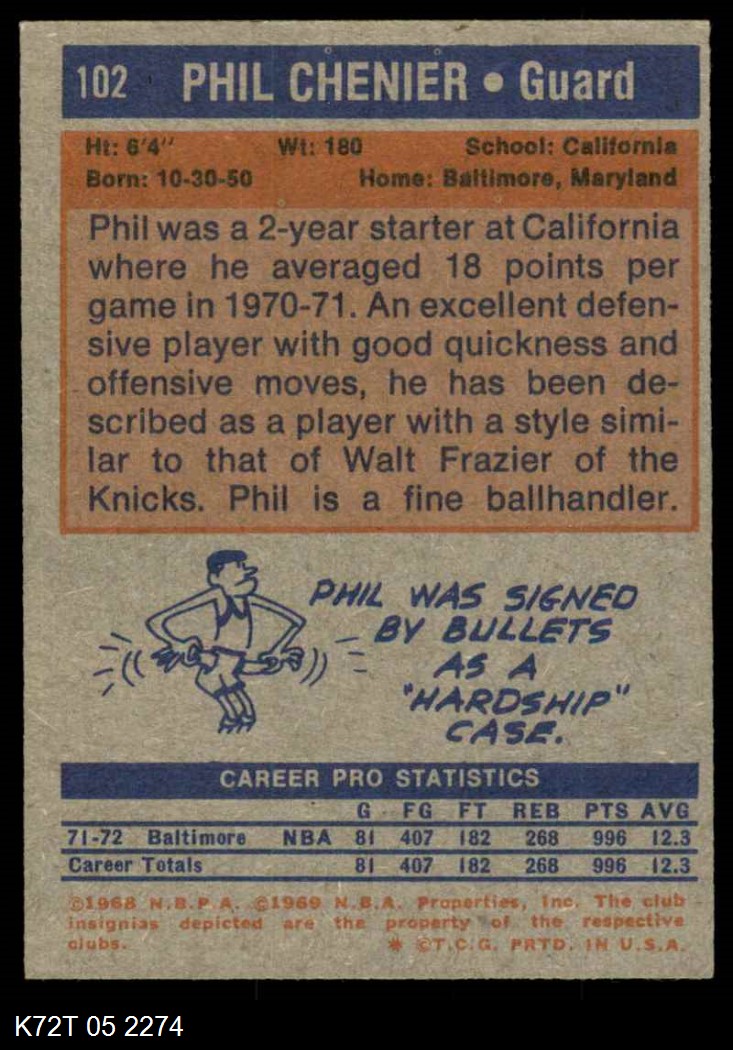 102 PHIL CHENIER • Guard
Ht: 6'4" Wt: 180 School: California
Born: 10-30-50 Home: Baltimore, Maryland
Phil was a 2-year starter at California
where he averaged 18 points per
game in 1970-71. An excellent defen-
sive player with good quickness and
offensive moves, he has been de-
scribed as a player with a style simi-
lar to that of Walt Frazier of the
Knicks. Phil is a fine ballhandler.
PHIL WAS SIGNED
BY BULLETS
AS A
"HARDSHIP"
CASE.
CAREER PRO STATISTICS
G FG FT REB PTS AVG
71-72 Baltimore NBA 81 407 182 268 996 12.3
Career Totals 81 407 182 268 996 12.3
©1968 N.B.P.A. ©1969 N.B.A. Properties, Inc. The club
insignias depicted are the property of the respective
clubs. * ©T.C.G. PRTD. IN U.S.A.
K72T 05 2274